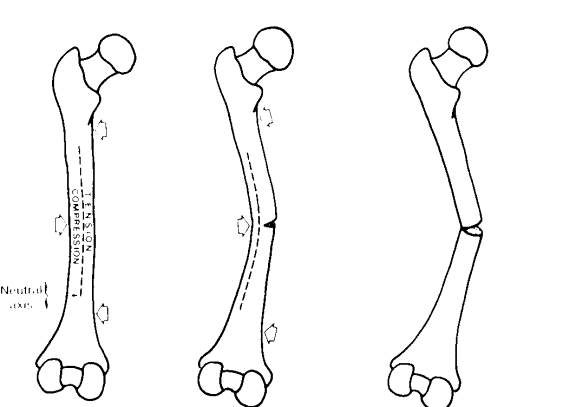 TENSION
COMPRESSION
Neutral
axis